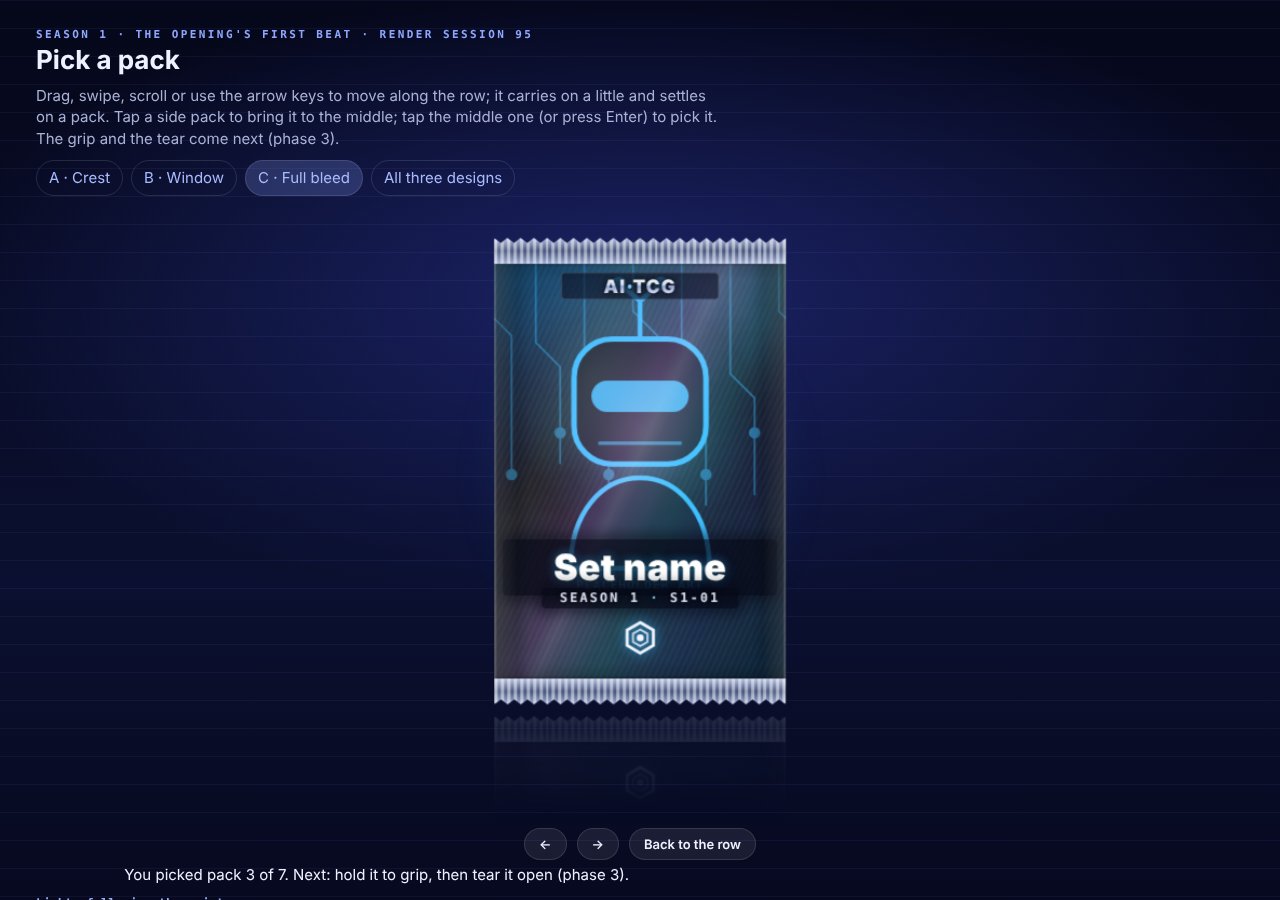 SEASON 1 · THE OPENING'S FIRST BEAT · RENDER SESSION 95
Pick a pack
Drag, swipe, scroll or use the arrow keys to move along the row; it carries on a little and settles
on a pack. Tap a side pack to bring it to the middle; tap the middle one (or press Enter) to pick it.
The grip and the tear come next (phase 3).
A · Crest
B · Window
C · Full bleed
All three designs
AI·TCG
Set name
SEASON 1 · S1-01
← → Back to the row
You picked pack 3 of 7. Next: hold it to grip, then tear it open (phase 3).